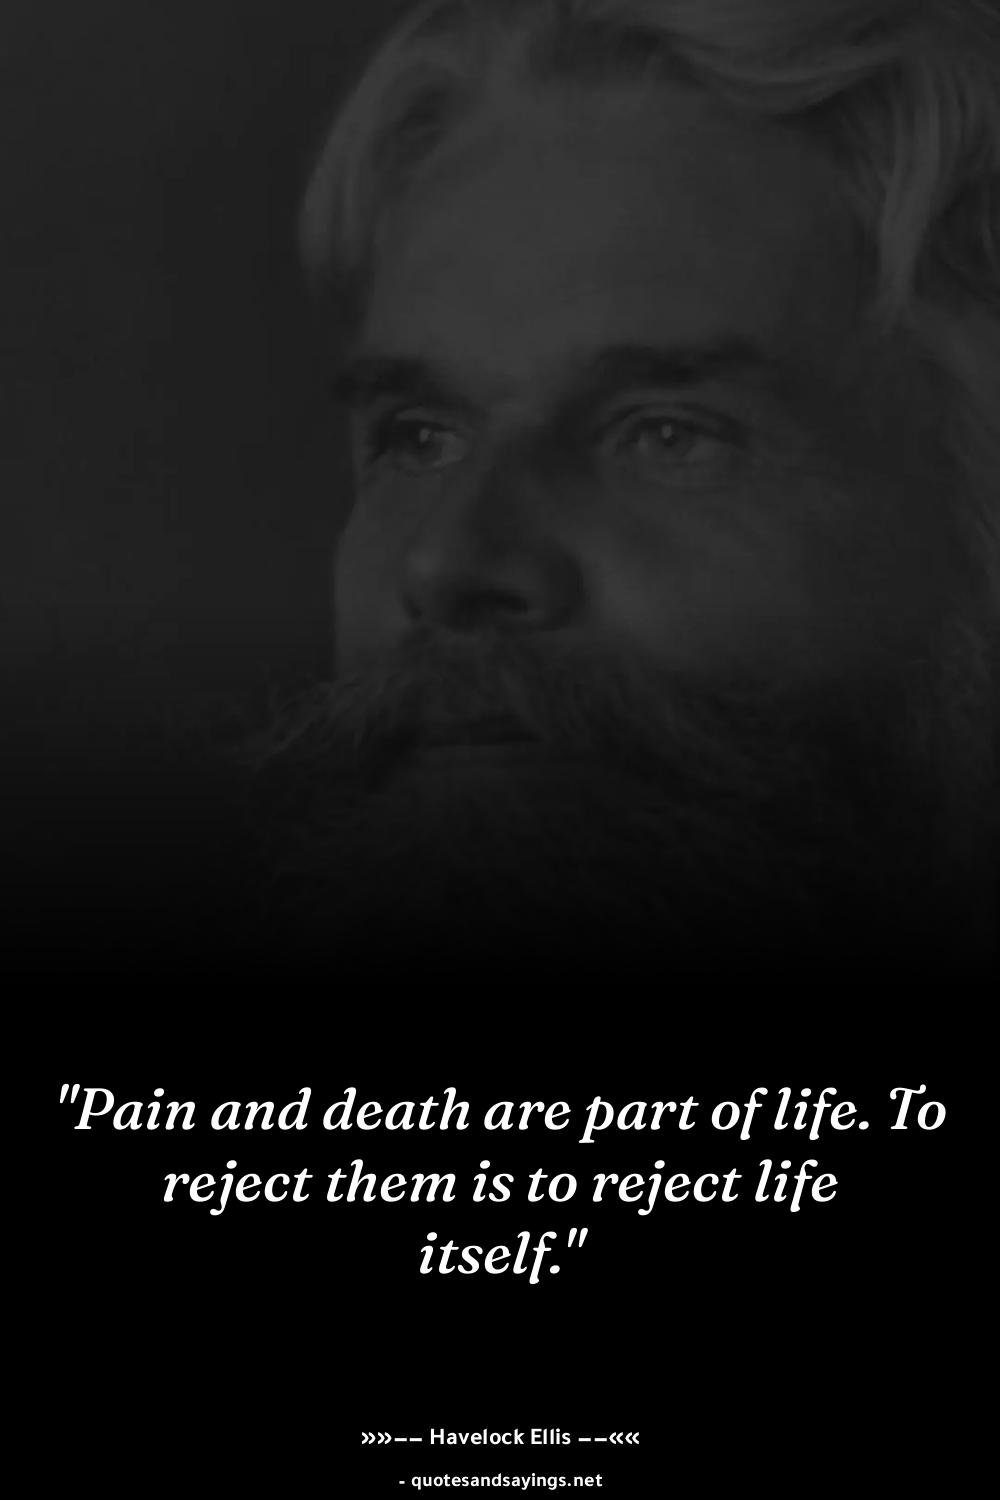 "Pain and death are part of life. To
reject them is to reject life
itself."
»»–– Havelock Ellis ––««
- quotesandsayings.net